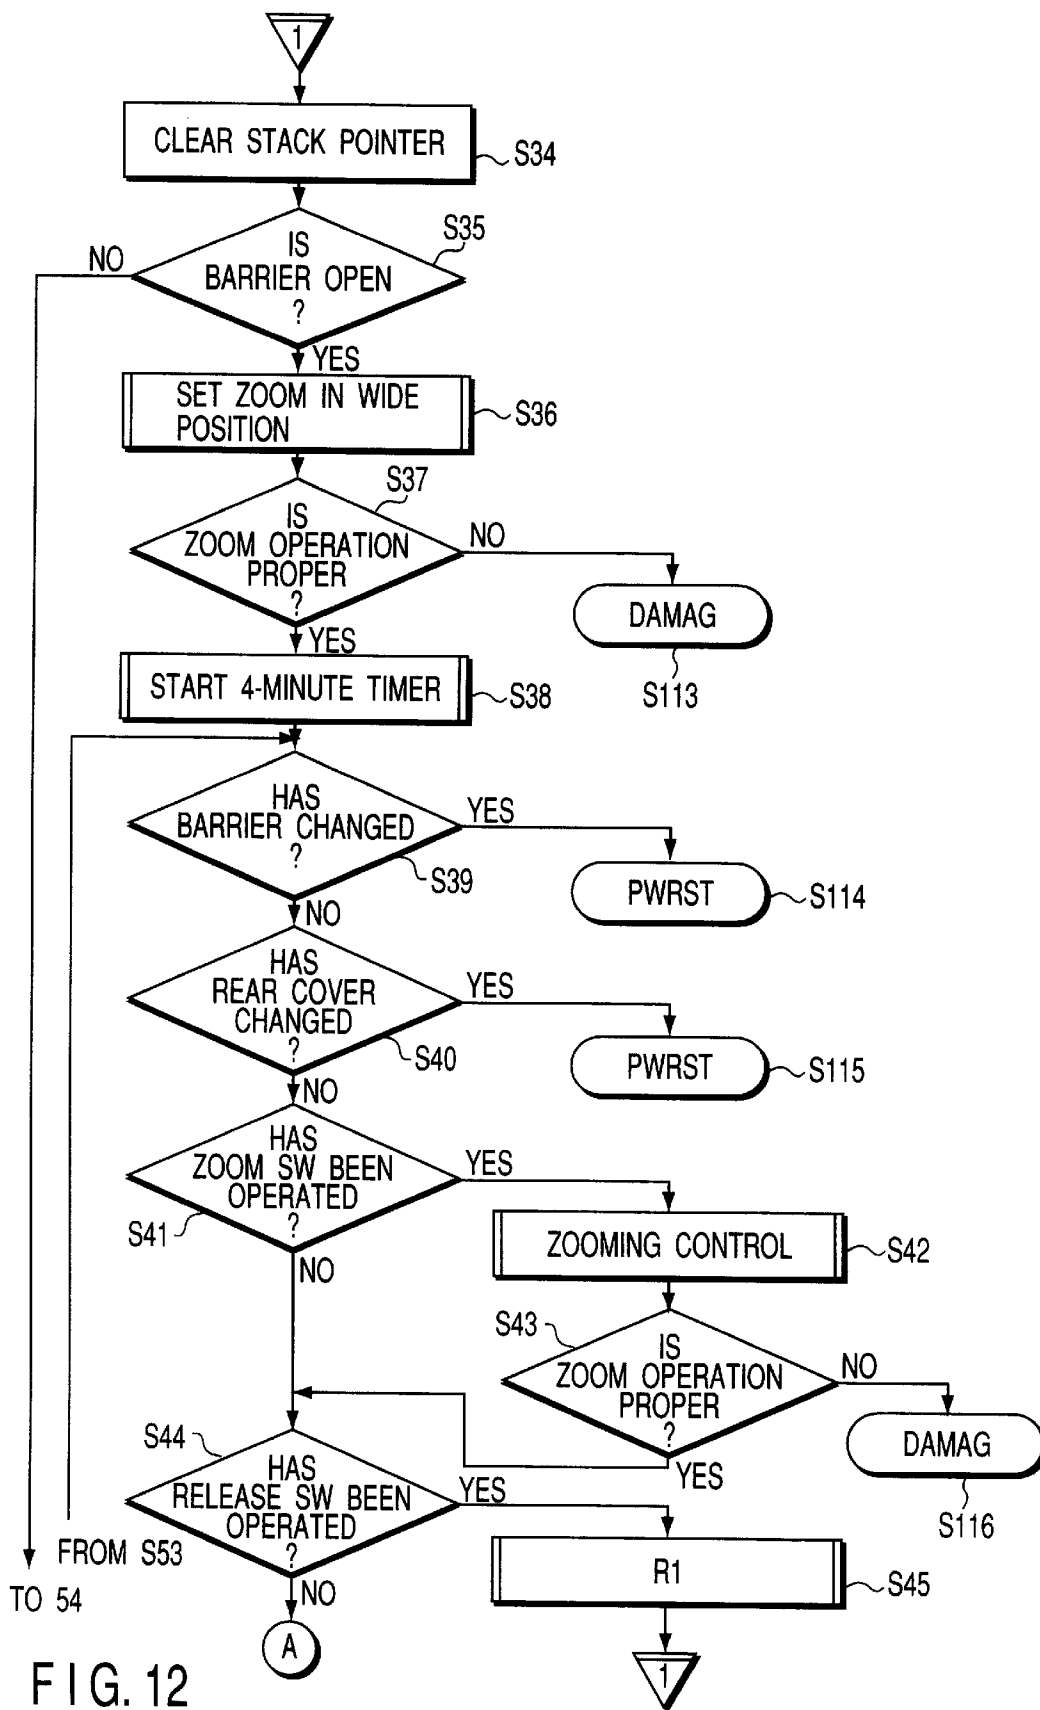 1
CLEAR STACK POINTER
S34
IS
BARRIER OPEN
?
S35
NO
YES
SET ZOOM IN WIDE
POSITION
S36
IS
ZOOM OPERATION
PROPER
?
S37
NO
DAMAG
S113
YES
START 4-MINUTE TIMER
S38
HAS
BARRIER CHANGED
?
S39
YES
PWRST
S114
NO
HAS
REAR COVER
CHANGED
?
S40
YES
PWRST
S115
NO
HAS
ZOOM SW BEEN
OPERATED
?
S41
YES
ZOOMING CONTROL
S42
NO
S43
IS
ZOOM OPERATION
PROPER
?
NO
DAMAG
S116
YES
S44
HAS
RELEASE SW BEEN
OPERATED
?
YES
R1
S45
1
NO
A
FROM S53
TO 54
FIG. 12